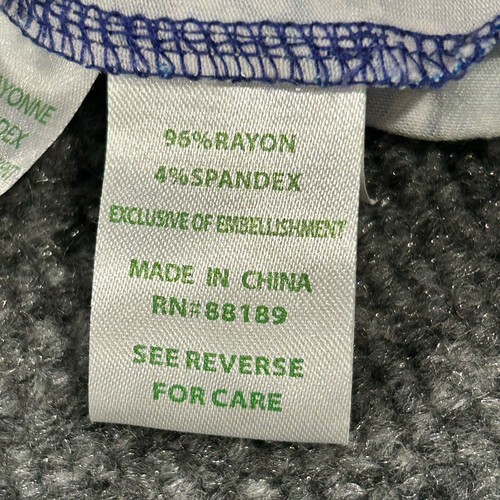 96%RAYON
4%SPANDEX
EXCLUSIVE OF EMBELLISHMENT
MADE IN CHINA
RN#88189
SEE REVERSE
FOR CARE